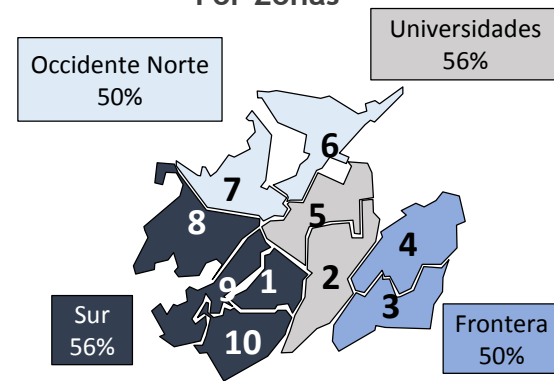 Por Zonas
Universidades
56%
Occidente Norte
50%
6
7
8
5
4
9
1
2
3
10
Sur
56%
Frontera
50%